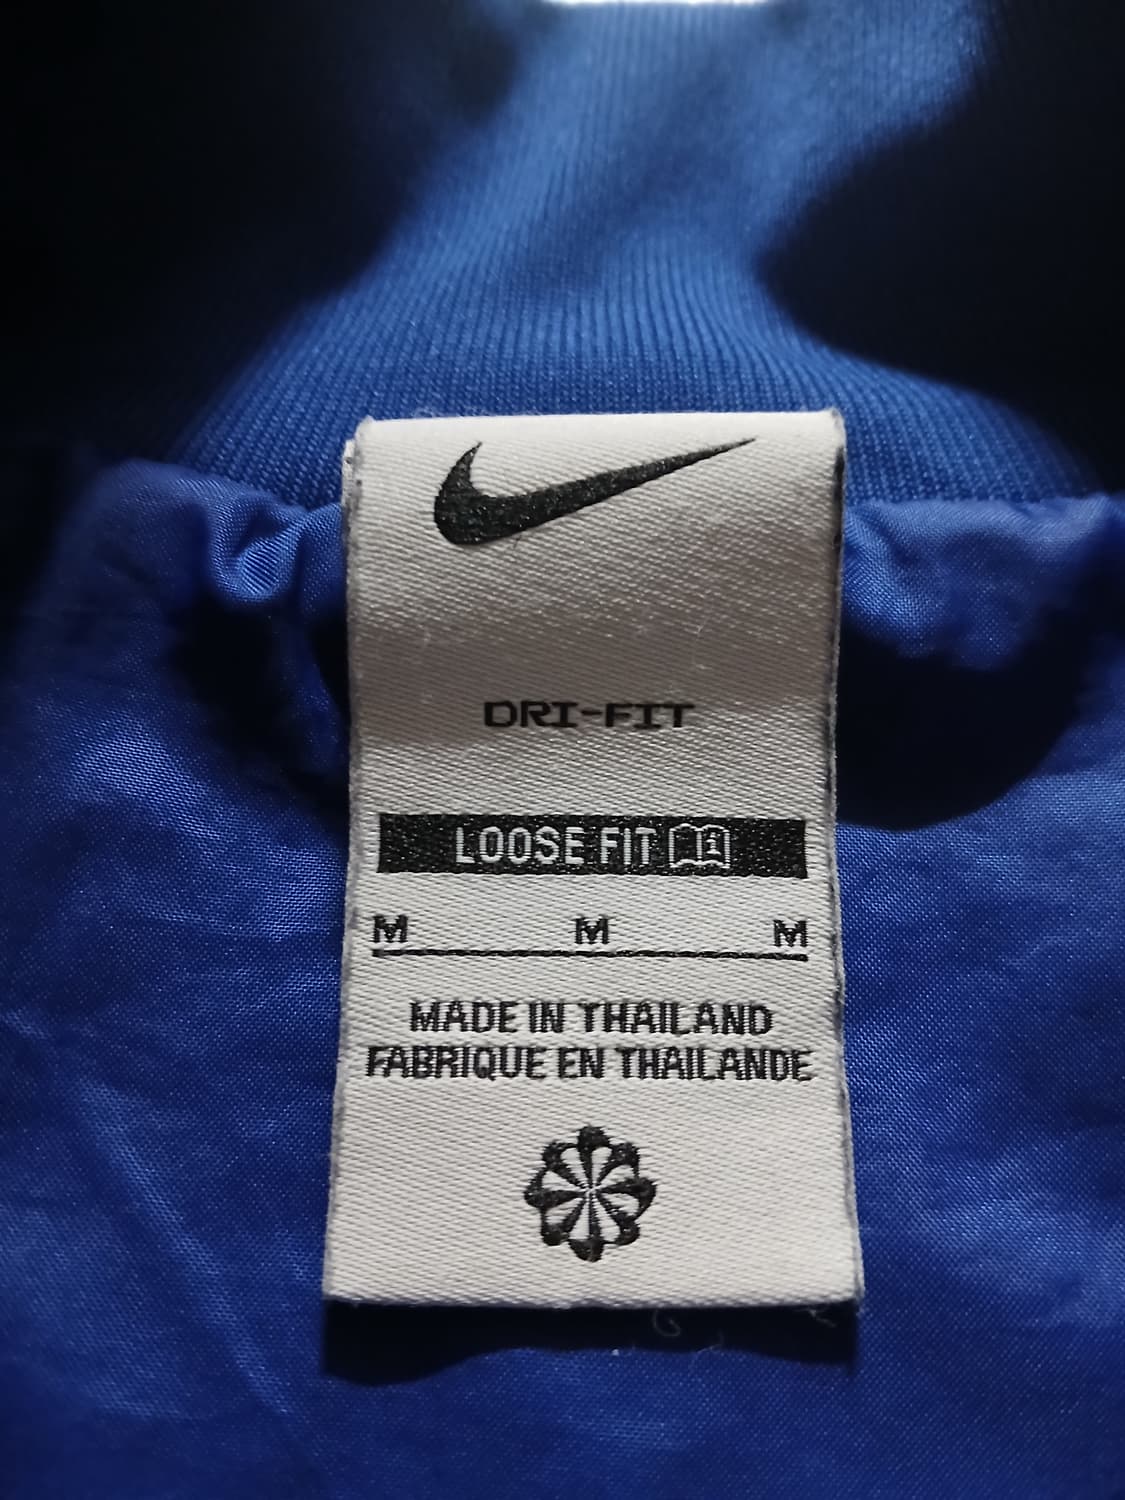 DRI-FIT
LOOSE FIT
M M M
MADE IN THAILAND
FABRIQUE EN THAILANDE